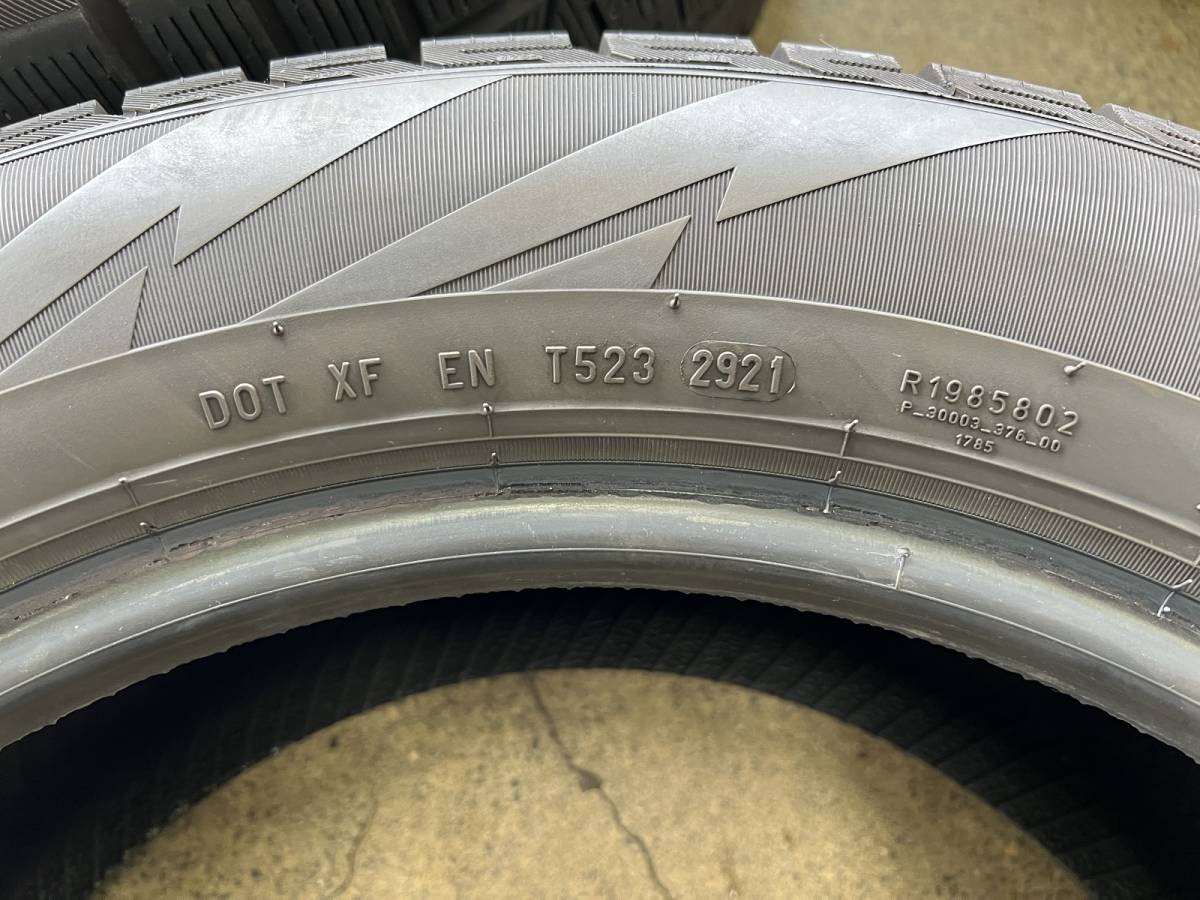 DOT XF EN T523 2921
R1985802
P_30003_376_00
1785